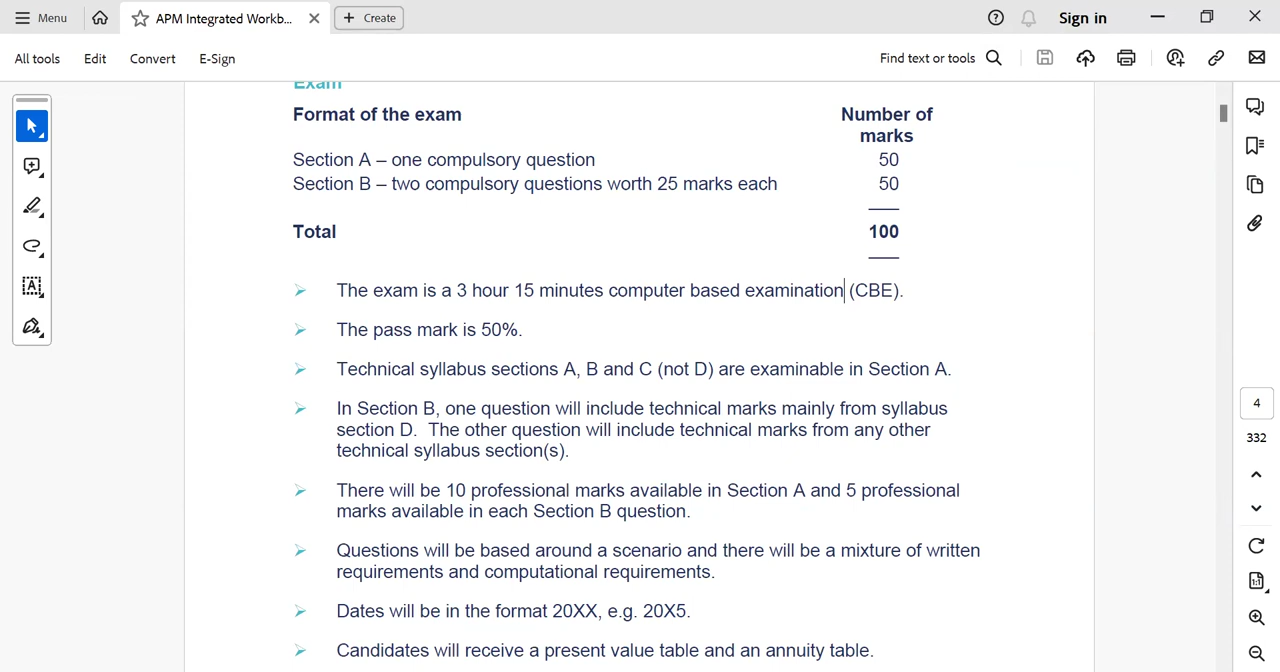 Menu
APM Integrated Workb...
Create
Sign in
All tools
Edit
Convert
E-Sign
Find text or tools
Exam
Format of the exam
Number of
marks
Section A – one compulsory question
50
Section B – two compulsory questions worth 25 marks each
50
Total
100
The exam is a 3 hour 15 minutes computer based examination (CBE).
The pass mark is 50%.
Technical syllabus sections A, B and C (not D) are examinable in Section A.
In Section B, one question will include technical marks mainly from syllabus
section D. The other question will include technical marks from any other
technical syllabus section(s).
There will be 10 professional marks available in Section A and 5 professional
marks available in each Section B question.
Questions will be based around a scenario and there will be a mixture of written
requirements and computational requirements.
Dates will be in the format 20XX, e.g. 20X5.
Candidates will receive a present value table and an annuity table.
4
332